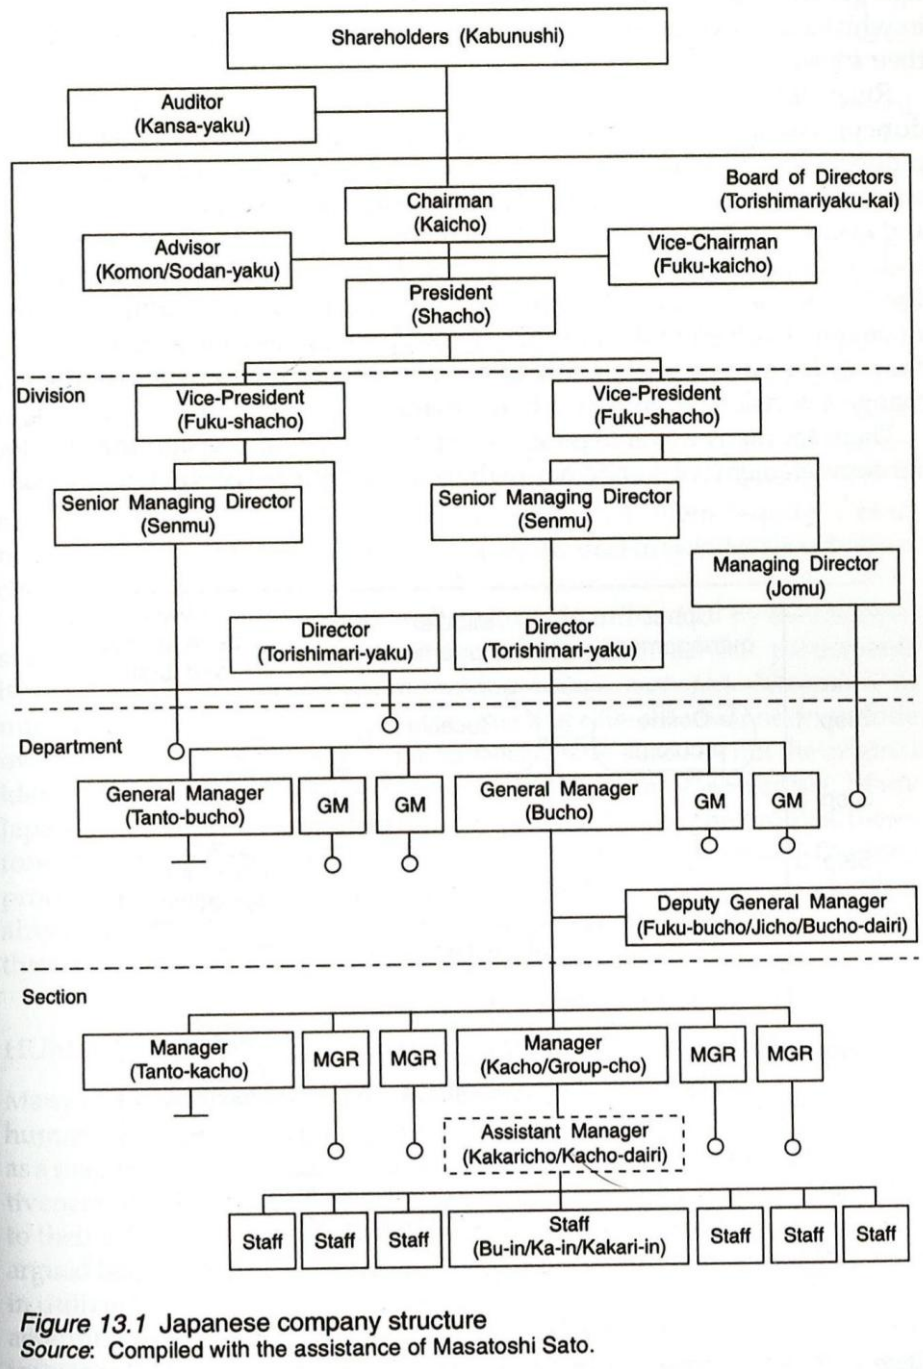 Shareholders (Kabunushi)
Auditor
(Kansa-yaku)
Board of Directors
(Torishimariyaku-kai)
Chairman
(Kaicho)
Advisor
(Komon/Sodan-yaku)
Vice-Chairman
(Fuku-kaicho)
President
(Shacho)
Division
Vice-President
(Fuku-shacho)
Vice-President
(Fuku-shacho)
Senior Managing Director
(Senmu)
Senior Managing Director
(Senmu)
Managing Director
(Jomu)
Director
(Torishimari-yaku)
Director
(Torishimari-yaku)
Department
General Manager
(Tanto-bucho)
GM
GM
General Manager
(Bucho)
GM
GM
Deputy General Manager
(Fuku-bucho/Jicho/Bucho-dairi)
Section
Manager
(Tanto-kacho)
MGR
MGR
Manager
(Kacho/Group-cho)
MGR
MGR
Assistant Manager
(Kakaricho/Kacho-dairi)
Staff
Staff
Staff
Staff
(Bu-in/Ka-in/Kakari-in)
Staff
Staff
Staff
Figure 13.1 Japanese company structure
Source: Compiled with the assistance of Masatoshi Sato.